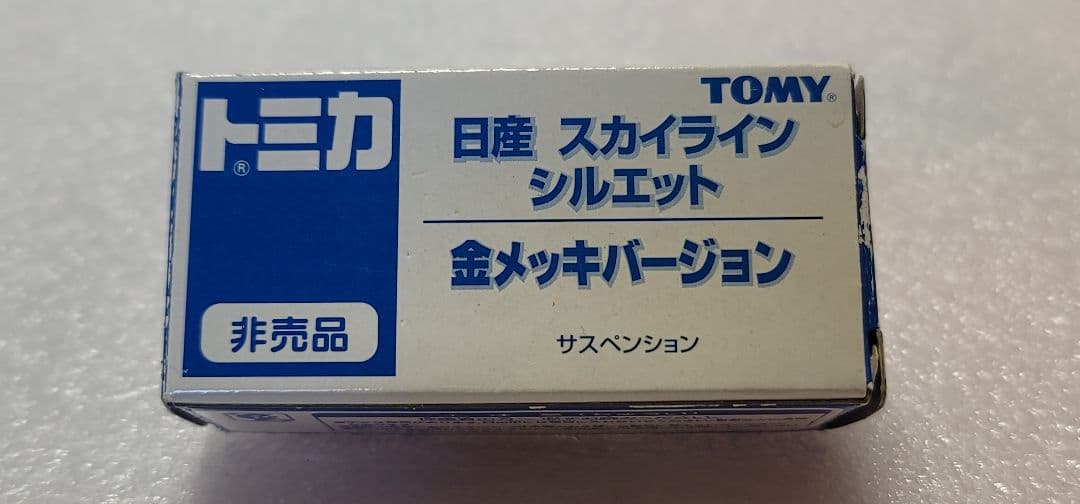 トミカ®
TOMY®
日産 スカイライン
シルエット
金メッキバージョン
非売品
サスペンション